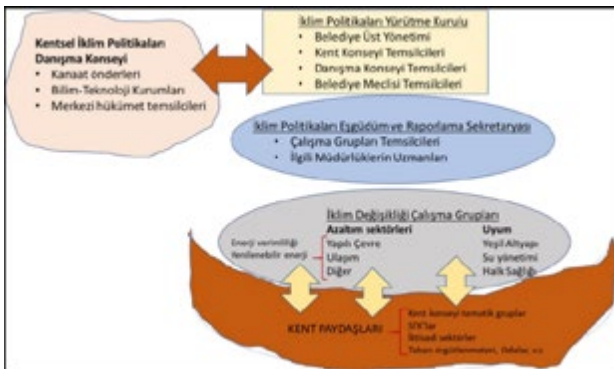 Kentsel İklim Politikaları
Danışma Konseyi
• Kanaat önderleri
• Bilim-Teknoloji Kurumları
• Merkezi hükümet temsilcileri
İklim Politikaları Yürütme Kurulu
• Belediye Üst Yönetimi
• Kent Konseyi Temsilcileri
• Danışma Konseyi Temsilcileri
• Belediye Meclisi Temsilcileri
İklim Politikaları Eşgüdüm ve Raporlama Sekretaryası
• Çalışma Grupları Temsilcileri
• İlgili Müdürlüklerin Uzmanları
İklim Değişikliği Çalışma Grupları
Azaltım sektörleri
Enerji verimliliği
Yenilenebilir enerji
Yapılı Çevre
Ulaşım
Diğer
Uyum
Yeşil Altyapı
Su yönetimi
Halk Sağlığı
KENT PAYDAŞLARI
• Kent konseyi tematik gruplar
• STK'lar
• İktisadi sektörler
• Taban örgütlenmeleri, Odalar, v.s